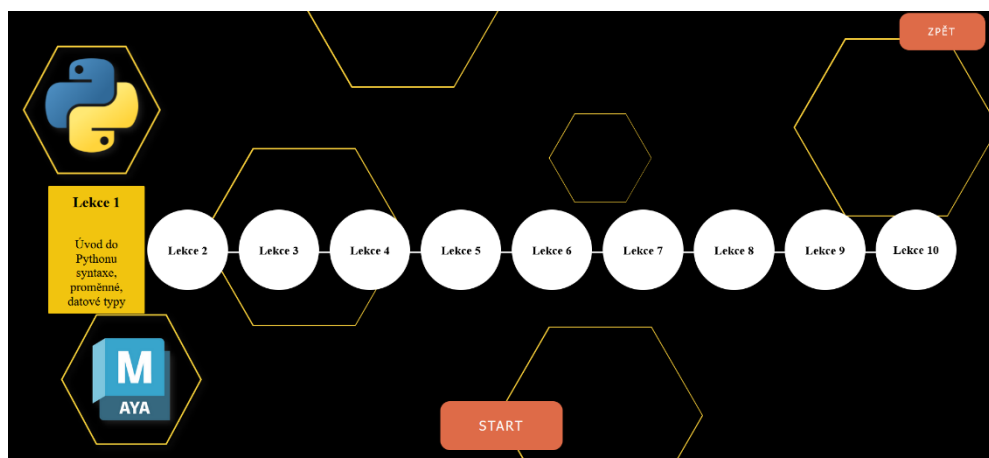 ZPĚT
Lekce 1
Úvod do
Pythonu
syntaxe,
proměnné,
datové typy
Lekce 2
Lekce 3
Lekce 4
Lekce 5
Lekce 6
Lekce 7
Lekce 8
Lekce 9
Lekce 10
M
AYA
START